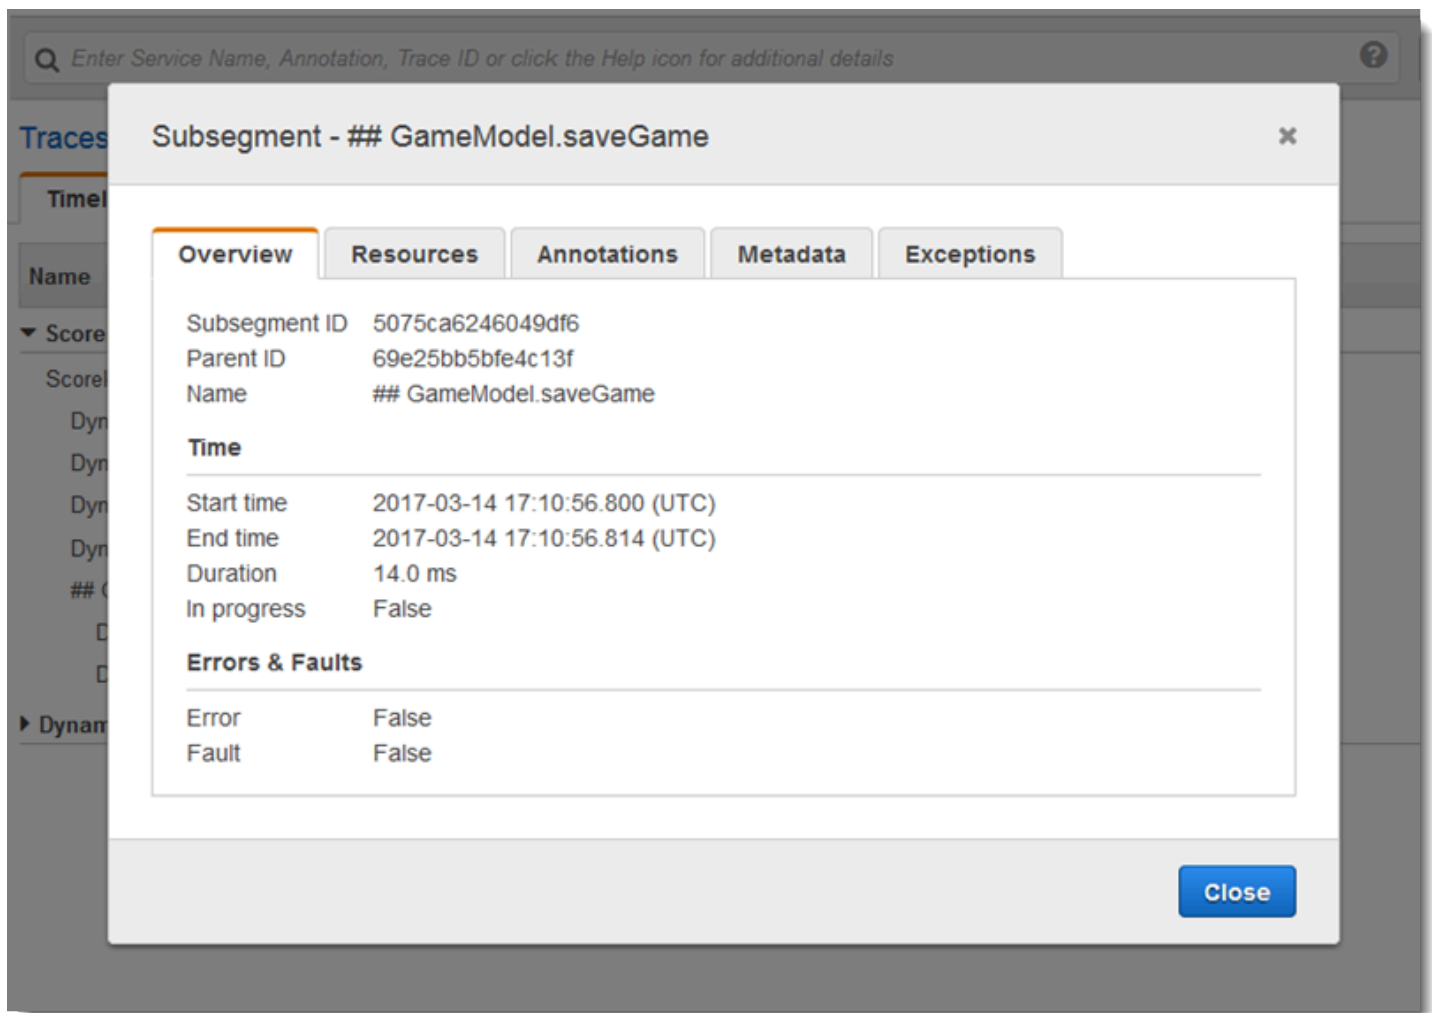 Enter Service Name, Annotation, Trace ID or click the Help icon for additional details
?
Traces
Subsegment - ## GameModel.saveGame
Overview Resources Annotations Metadata Exceptions
Name
Score
Subsegment ID 5075ca6246049df6
Parent ID 69e25bb5bfe4c13f
Name ## GameModel.saveGame
Time
Start time 2017-03-14 17:10:56.800 (UTC)
End time 2017-03-14 17:10:56.814 (UTC)
Duration 14.0 ms
In progress False
Errors & Faults
Error False
Fault False
Close